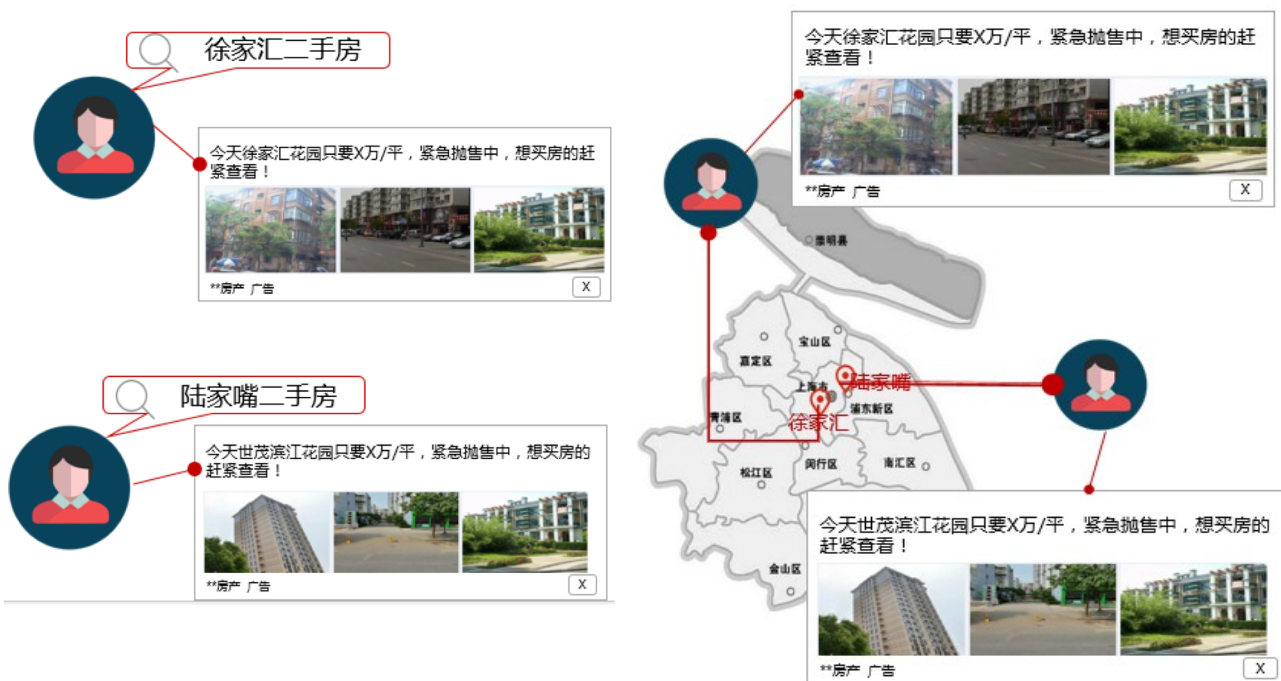 徐家汇二手房
今天徐家汇花园只要X万/平，紧急抛售中，想买房的赶
紧查看！
**房产 广告
X
陆家嘴二手房
今天世茂滨江花园只要X万/平，紧急抛售中，想买房的
赶紧查看！
**房产 广告
X
今天徐家汇花园只要X万/平，紧急抛售中，想买房的赶
紧查看！
**房产 广告
X
崇明县
宝山区
嘉定区
上海市
陆家嘴
浦东新区
青浦区
徐家汇
松江区
闵行区
南汇区
金山区
今天世茂滨江花园只要X万/平，紧急抛售中，想买房的
赶紧查看！
**房产 广告
X